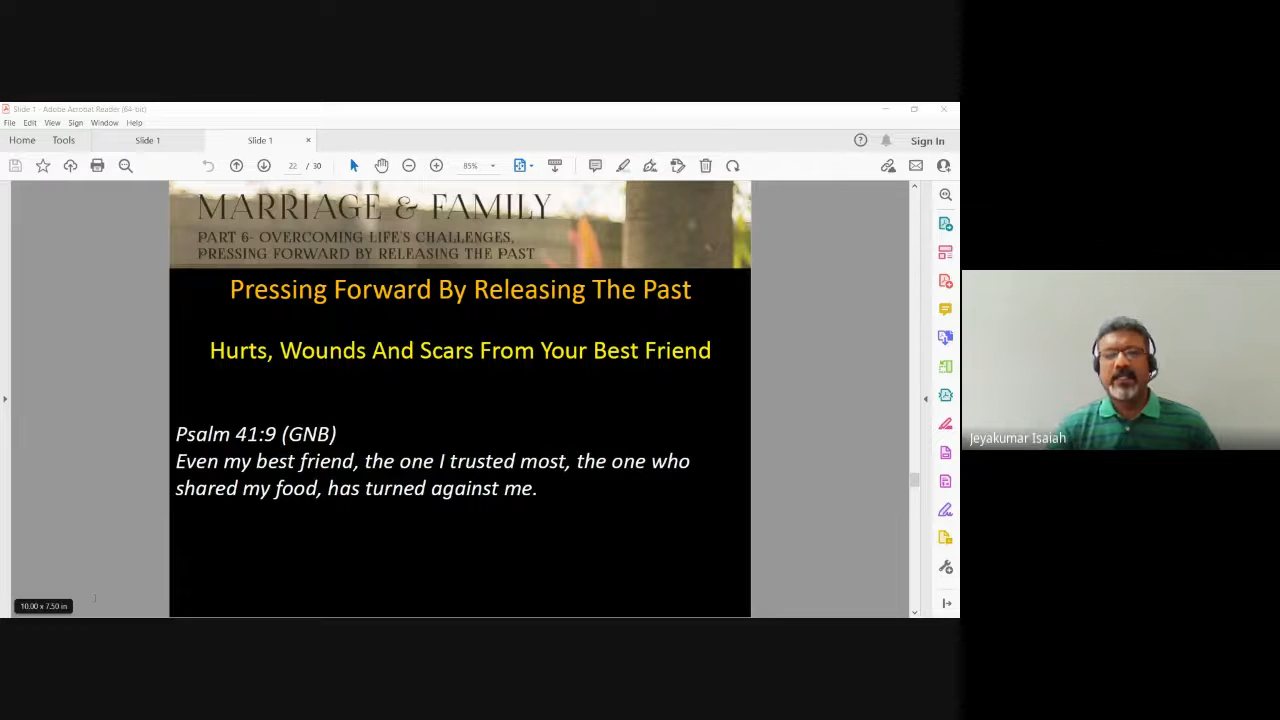 Slide 1 - Adobe Acrobat Reader (64-bit)
File Edit View Sign Window Help
Home Tools Slide 1 Slide 1 × Sign In
22 / 30 85%
MARRIAGE & FAMILY
PART 6- OVERCOMING LIFE'S CHALLENGES,
PRESSING FORWARD BY RELEASING THE PAST
Pressing Forward By Releasing The Past
Hurts, Wounds And Scars From Your Best Friend
Psalm 41:9 (GNB)
Even my best friend, the one I trusted most, the one who
shared my food, has turned against me.
10.00 x 7.50 in
Jeyakumar Isaiah